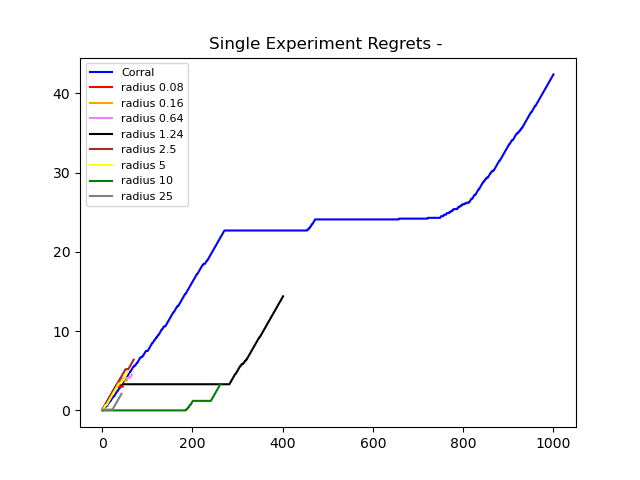 Single Experiment Regrets -
Corral
radius 0.08
radius 0.16
radius 0.64
radius 1.24
radius 2.5
radius 5
radius 10
radius 25
40
30
20
10
0
0 200 400 600 800 1000